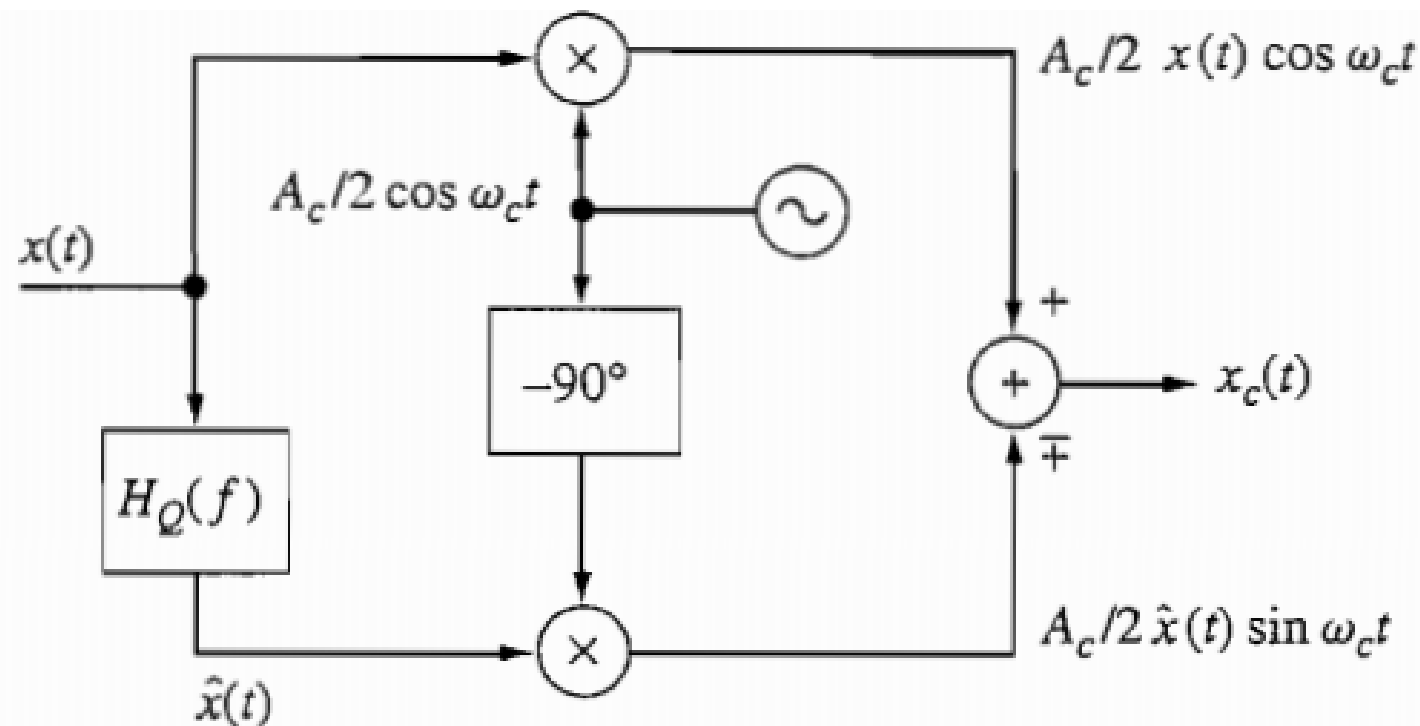 A_c/2 x(t) cos ω_c t
A_c/2 cos ω_c t
x(t)
+
−90°
+
x_c(t)
∓
H_Q(f)
A_c/2 x̂(t) sin ω_c t
x̂(t)